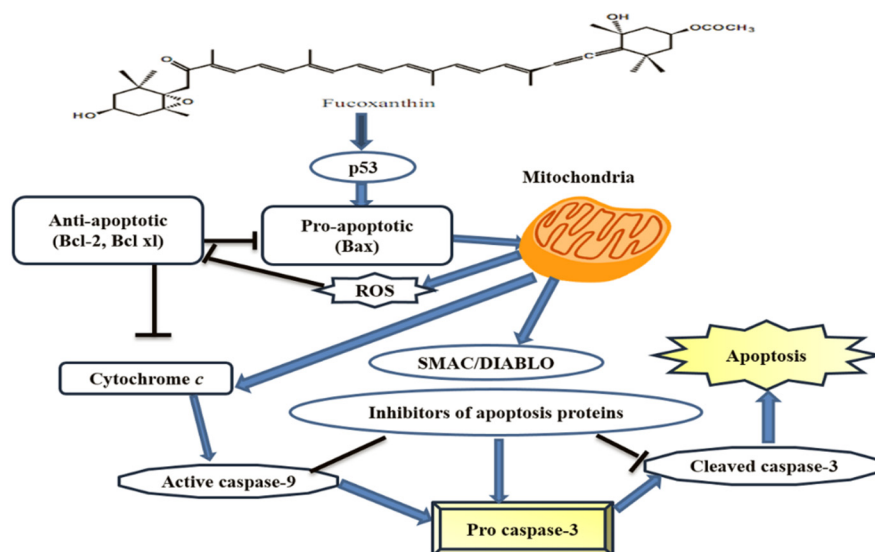 OH
OCOCH3
O
C
O
HO
Fucoxanthin
p53
Mitochondria
Anti-apoptotic
(Bcl-2, Bcl xl)
Pro-apoptotic
(Bax)
ROS
SMAC/DIABLO
Apoptosis
Cytochrome c
Inhibitors of apoptosis proteins
Active caspase-9
Cleaved caspase-3
Pro caspase-3